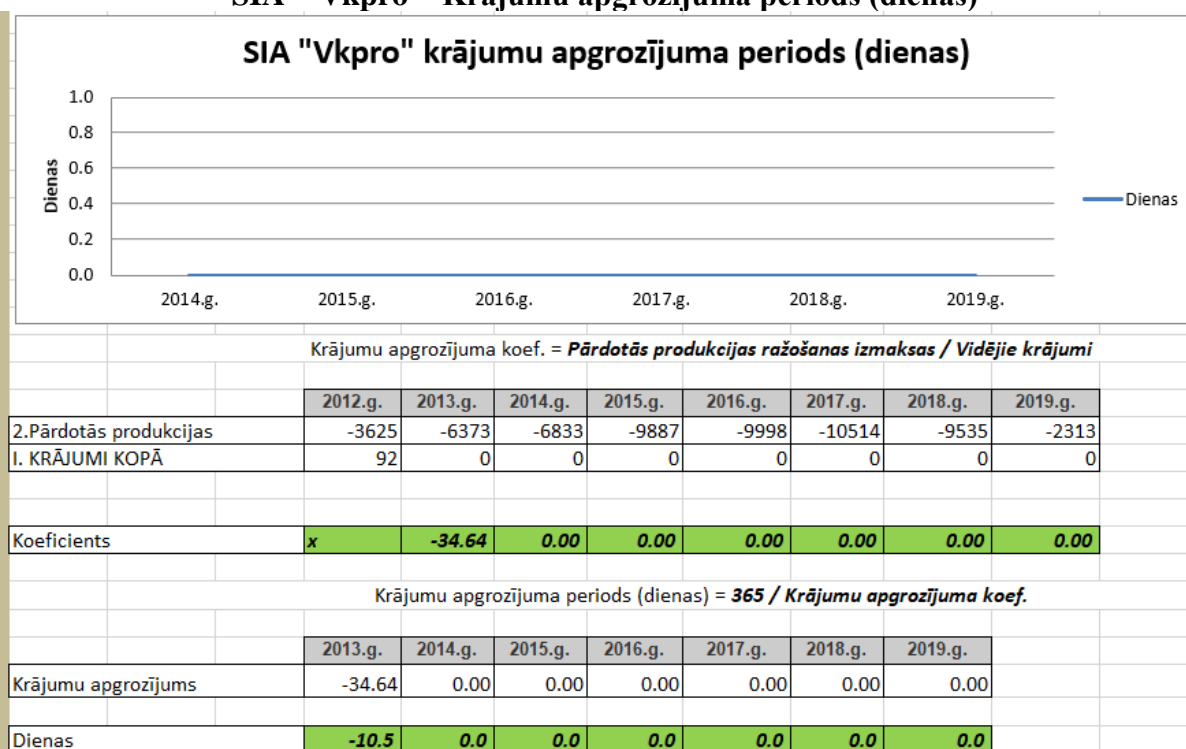 SIA " Vkpro " Krājumu apgrozījuma periods (dienas)
SIA "Vkpro" krājumu apgrozījuma periods (dienas)
1.0
0.8
0.6
0.4
0.2
0.0
Dienas
2014.g. 2015.g. 2016.g. 2017.g. 2018.g. 2019.g.
Dienas
Krājumu apgrozījuma koef. = Pārdotās produkcijas ražošanas izmaksas / Vidējie krājumi
2012.g. 2013.g. 2014.g. 2015.g. 2016.g. 2017.g. 2018.g. 2019.g.
2.Pārdotās produkcijas -3625 -6373 -6833 -9887 -9998 -10514 -9535 -2313
I. KRĀJUMI KOPĀ 92 0 0 0 0 0 0 0
Koeficients x -34.64 0.00 0.00 0.00 0.00 0.00 0.00
Krājumu apgrozījuma periods (dienas) = 365 / Krājumu apgrozījuma koef.
2013.g. 2014.g. 2015.g. 2016.g. 2017.g. 2018.g. 2019.g.
Krājumu apgrozījums -34.64 0.00 0.00 0.00 0.00 0.00 0.00
Dienas -10.5 0.0 0.0 0.0 0.0 0.0 0.0